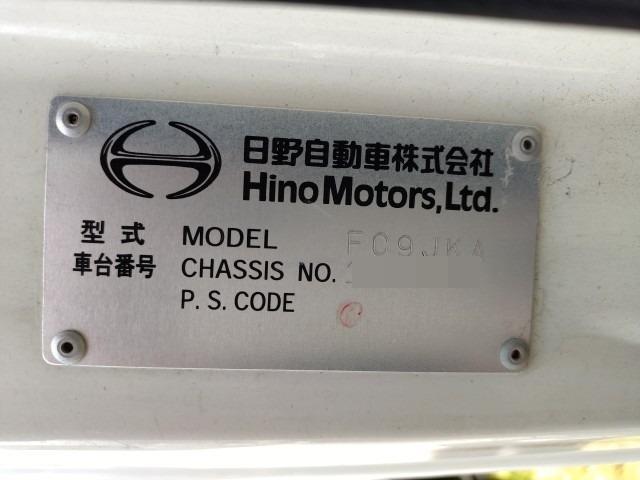 日野自動車株式会社
Hino Motors, Ltd.
型式 MODEL FC9JKA
車台番号 CHASSIS NO.
P. S. CODE